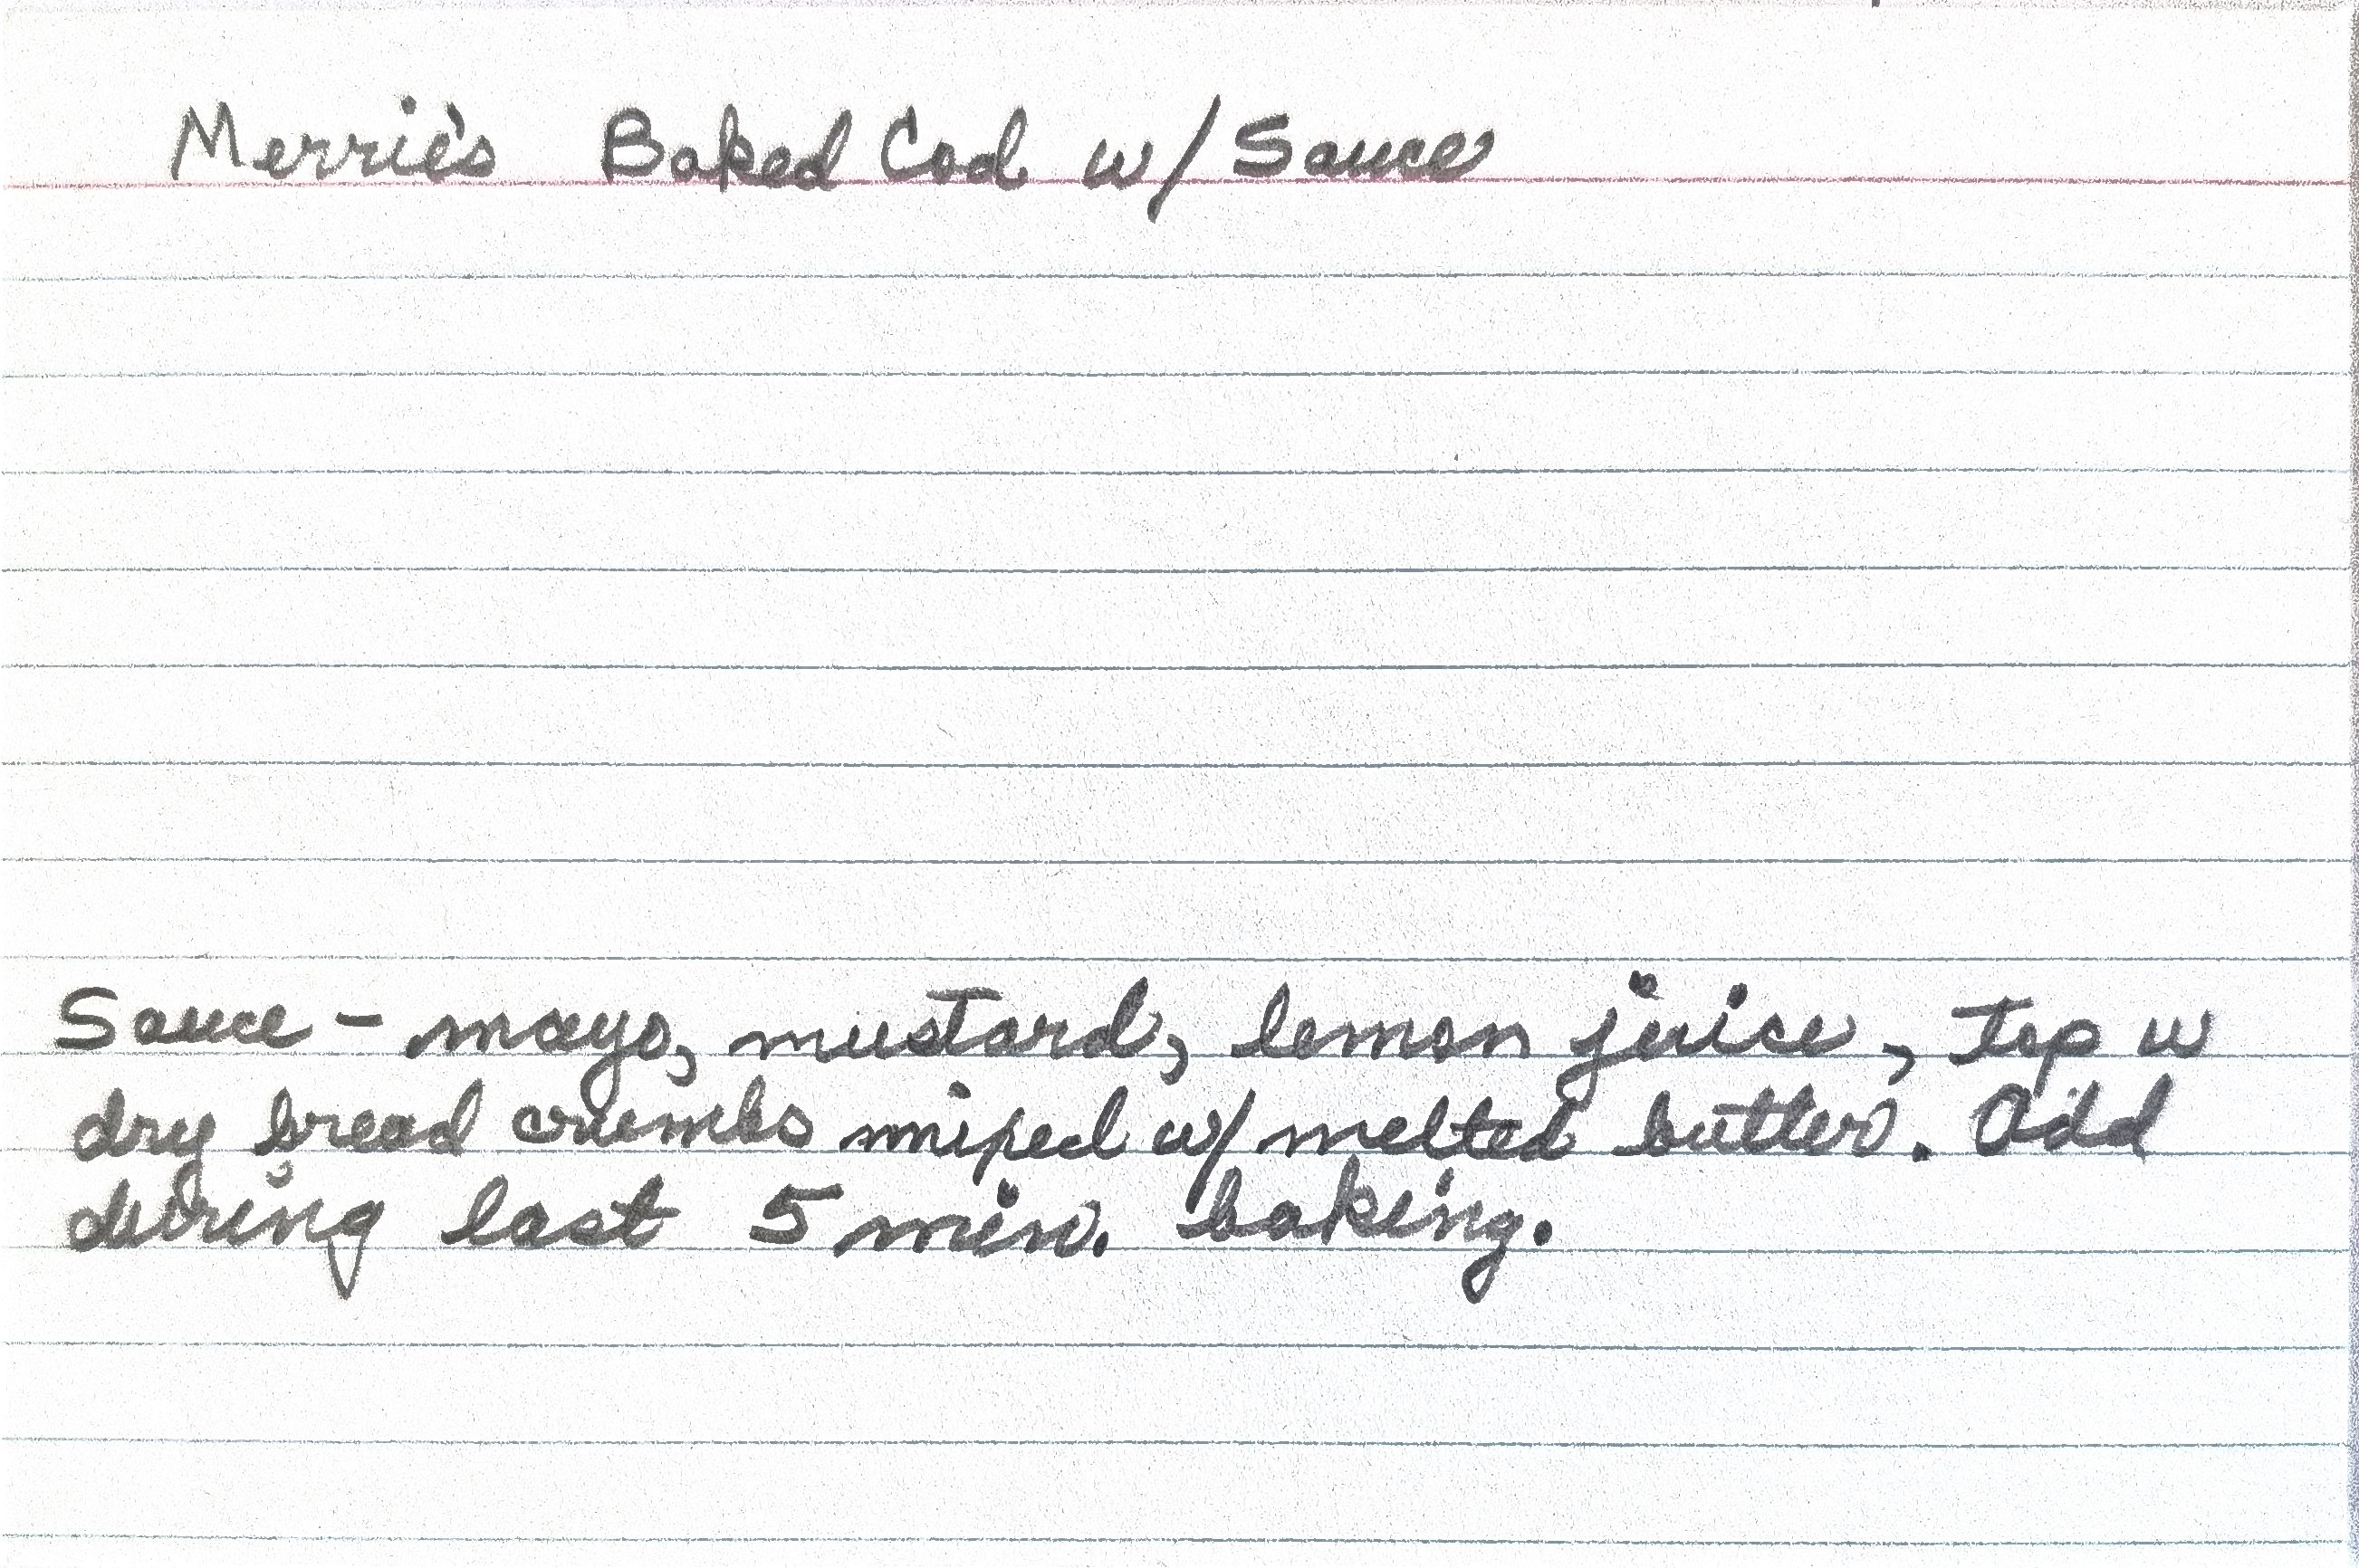 Merrie's Baked Cod w/ Sauce
Sauce - mayo, mustard, lemon juice, Top w
dry bread crumbs mixed w/ melted butter. Add
during last 5 min. baking.